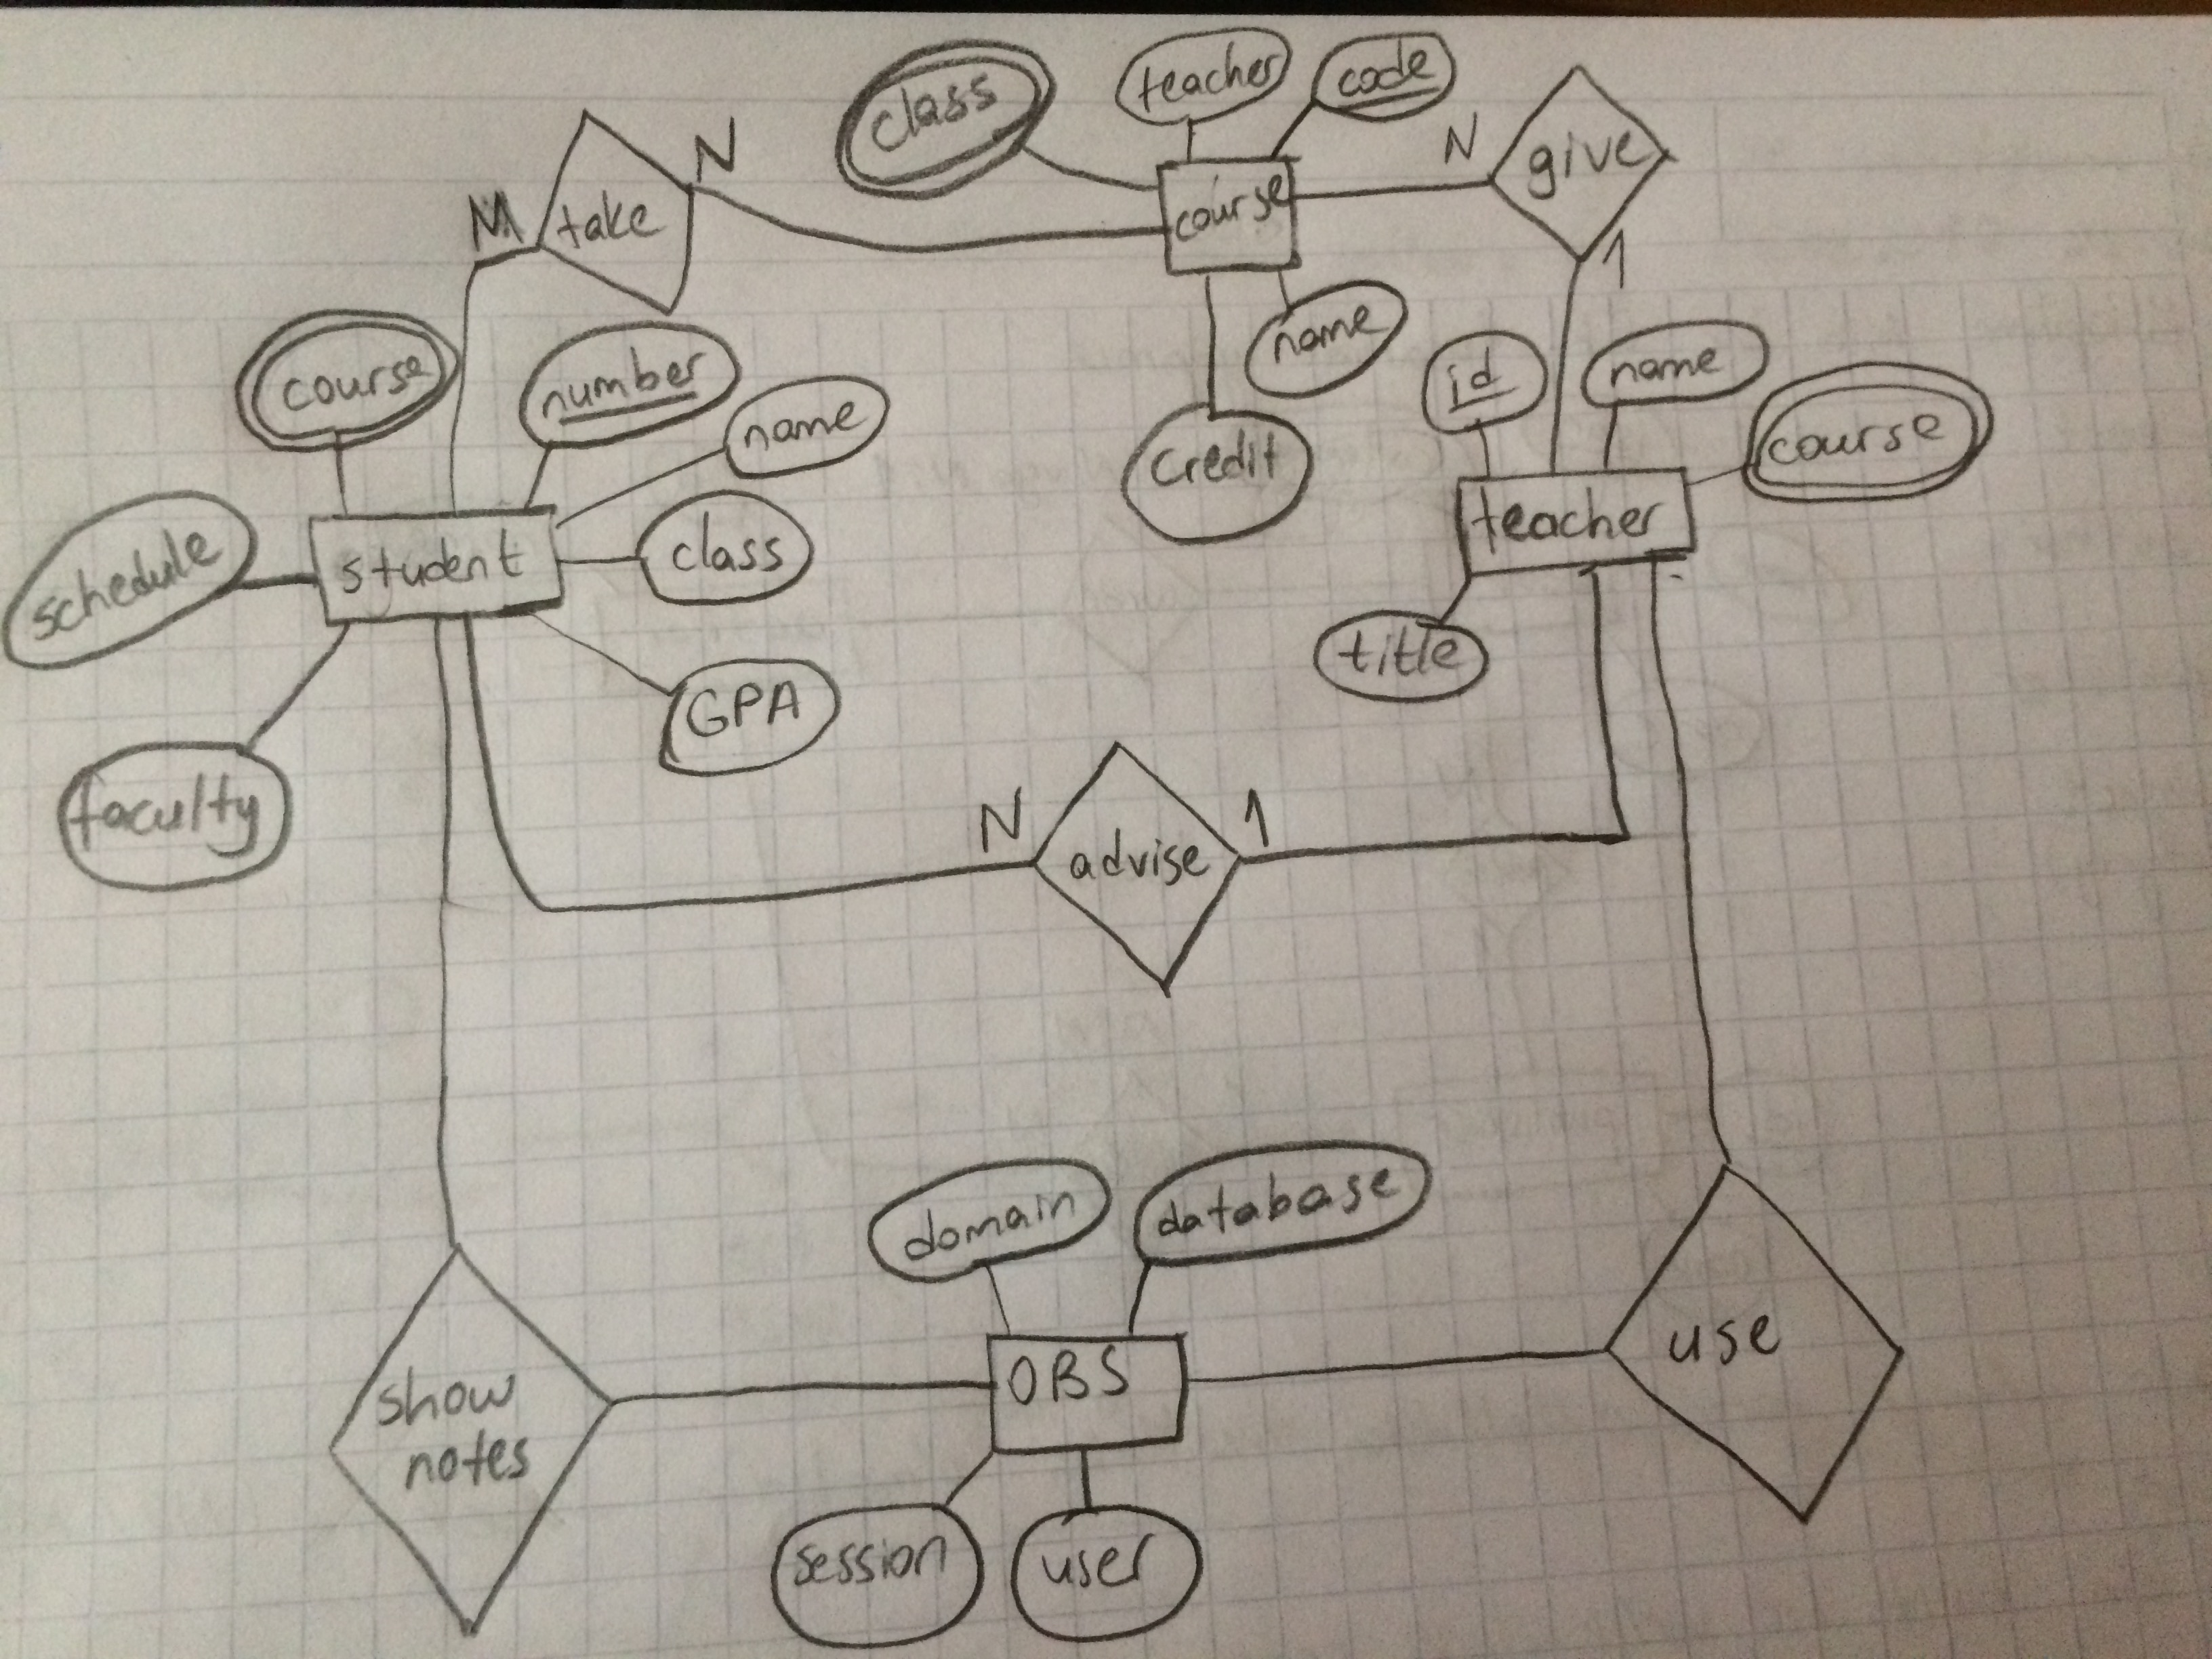 class
teacher
code
N
give
N
take
M
course
1
name
course
number
name
id
name
course
Credit
schedule
student
class
teacher
title
GPA
faculty
N
advise
1
domain
database
OBS
use
show
notes
session
user